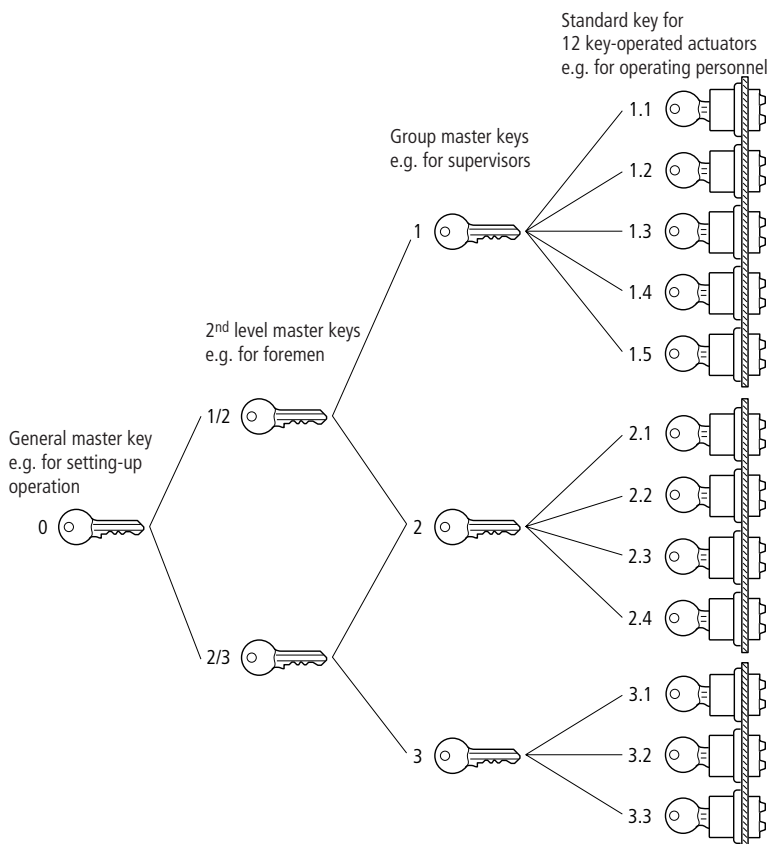 Standard key for
12 key-operated actuators
e.g. for operating personnel
1.1
Group master keys
e.g. for supervisors
1.2
1
1.3
1.4
2nd level master keys
e.g. for foremen
1.5
1/2
General master key
e.g. for setting-up
operation
2.1
2.2
0
2
2.3
2.4
2/3
3.1
3
3.2
3.3